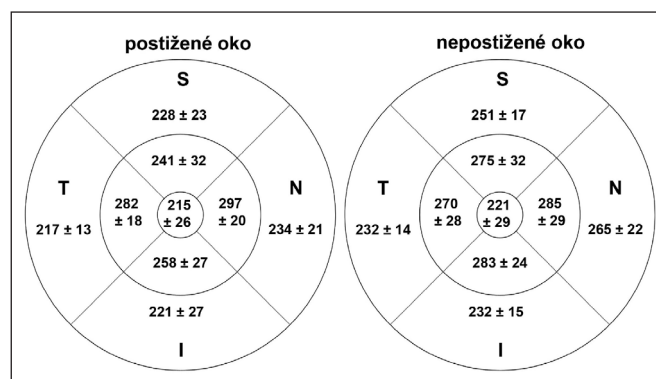 postižené oko
S
228 ± 23
241 ± 32
T
217 ± 13
282
± 18
215
± 26
297
± 20
N
234 ± 21
258 ± 27
221 ± 27
I
nepostižené oko
S
251 ± 17
275 ± 32
T
232 ± 14
270
± 28
221
± 29
285
± 29
N
265 ± 22
283 ± 24
232 ± 15
I